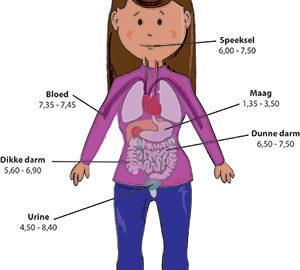 Speeksel
6,00 - 7,50
Bloed
7,35 - 7,45
Maag
1,35 - 3,50
Dunne darm
6,50 - 7,50
Dikke darm
5,60 - 6,90
Urine
4,50 - 8,40